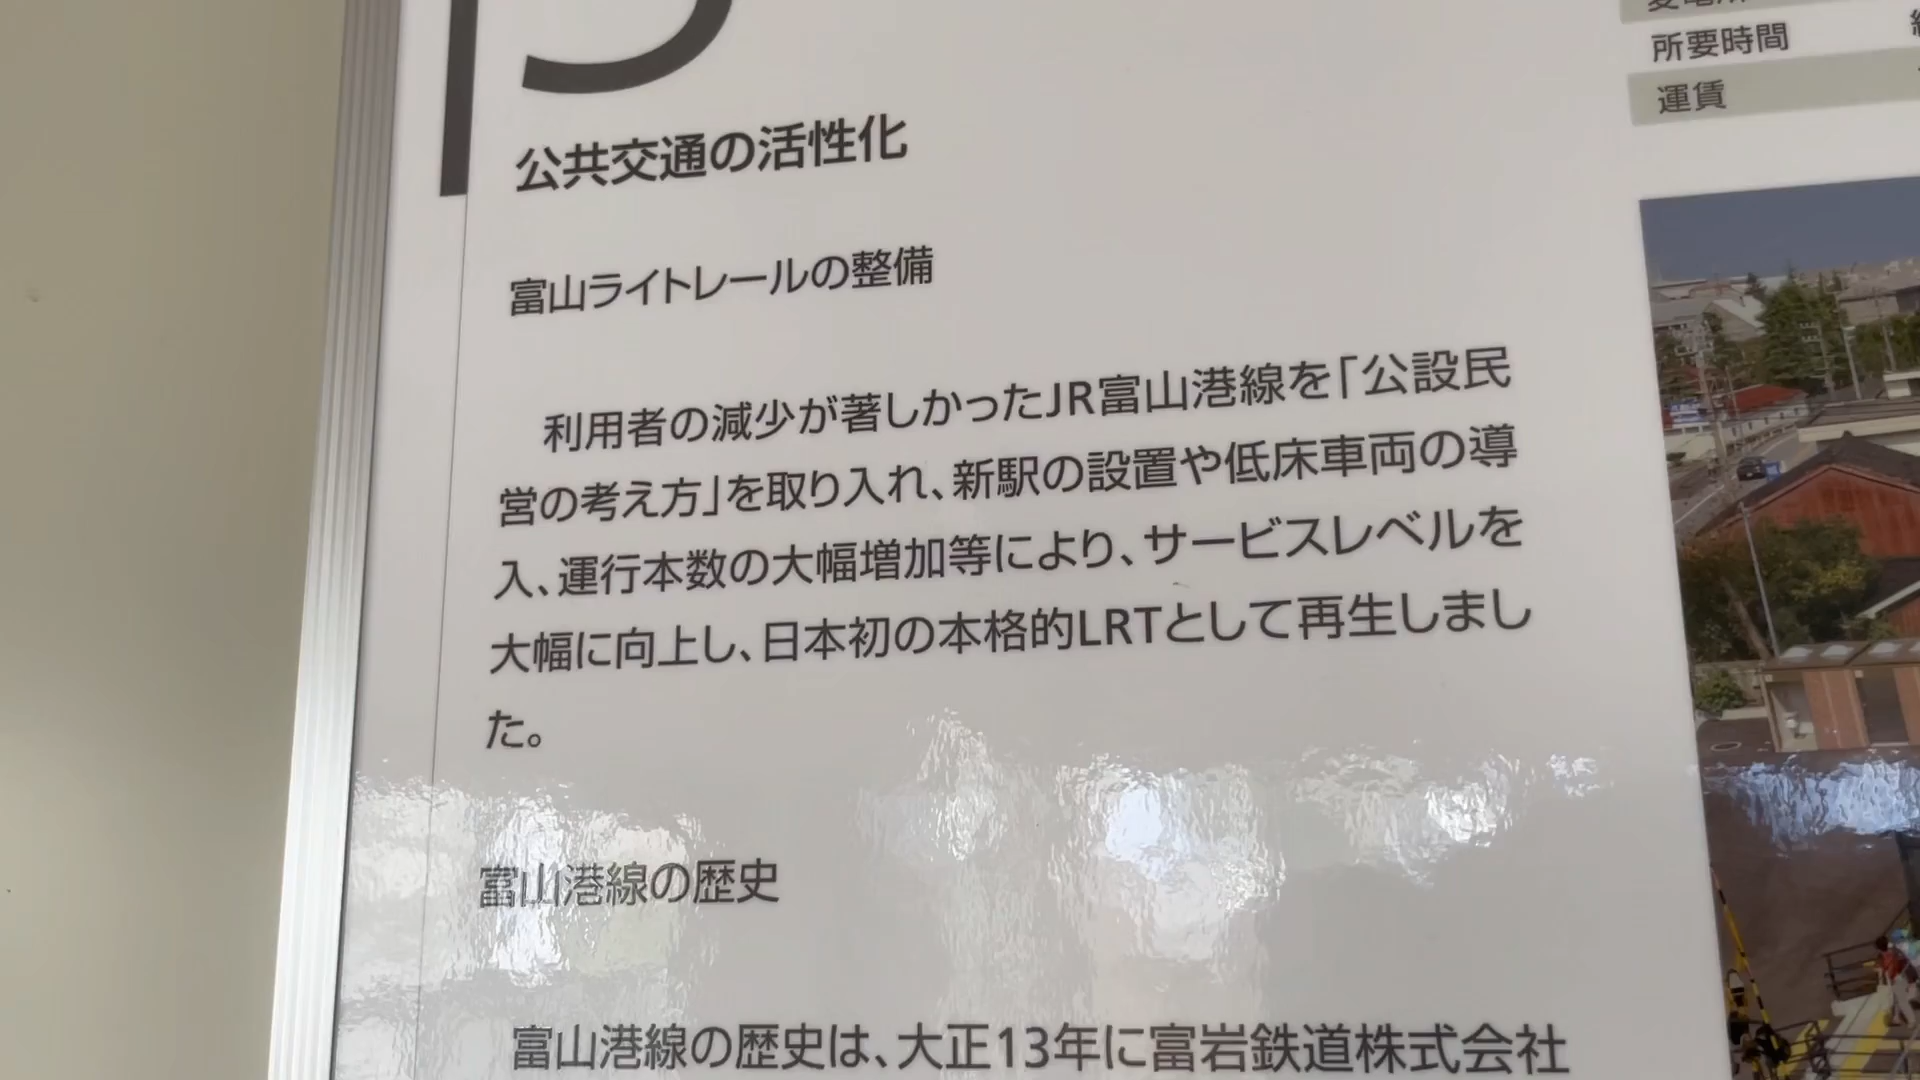 公共交通の活性化
富山ライトレールの整備
利用者の減少が著しかったJR富山港線を「公設民
営の考え方」を取り入れ、新駅の設置や低床車両の導
入、運行本数の大幅増加等により、サービスレベルを
大幅に向上し、日本初の本格的LRTとして再生しまし
た。
富山港線の歴史
富山港線の歴史は、大正13年に富岩鉄道株式会社
所要時間
運賃